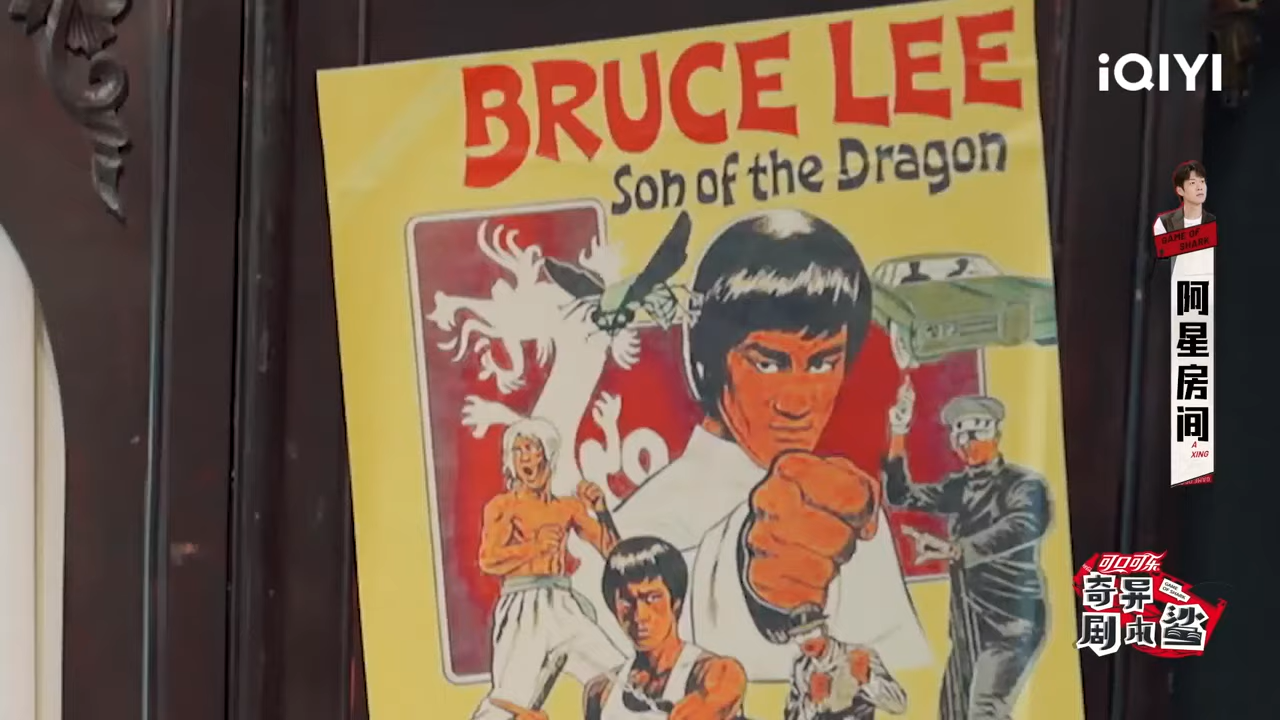 BRUCE LEE
Son of the Dragon
iQIYI
GAME OF
SHARK
阿星房间
A
XING
可口可乐
奇异
剧本鲨
GAME OF
SHARK